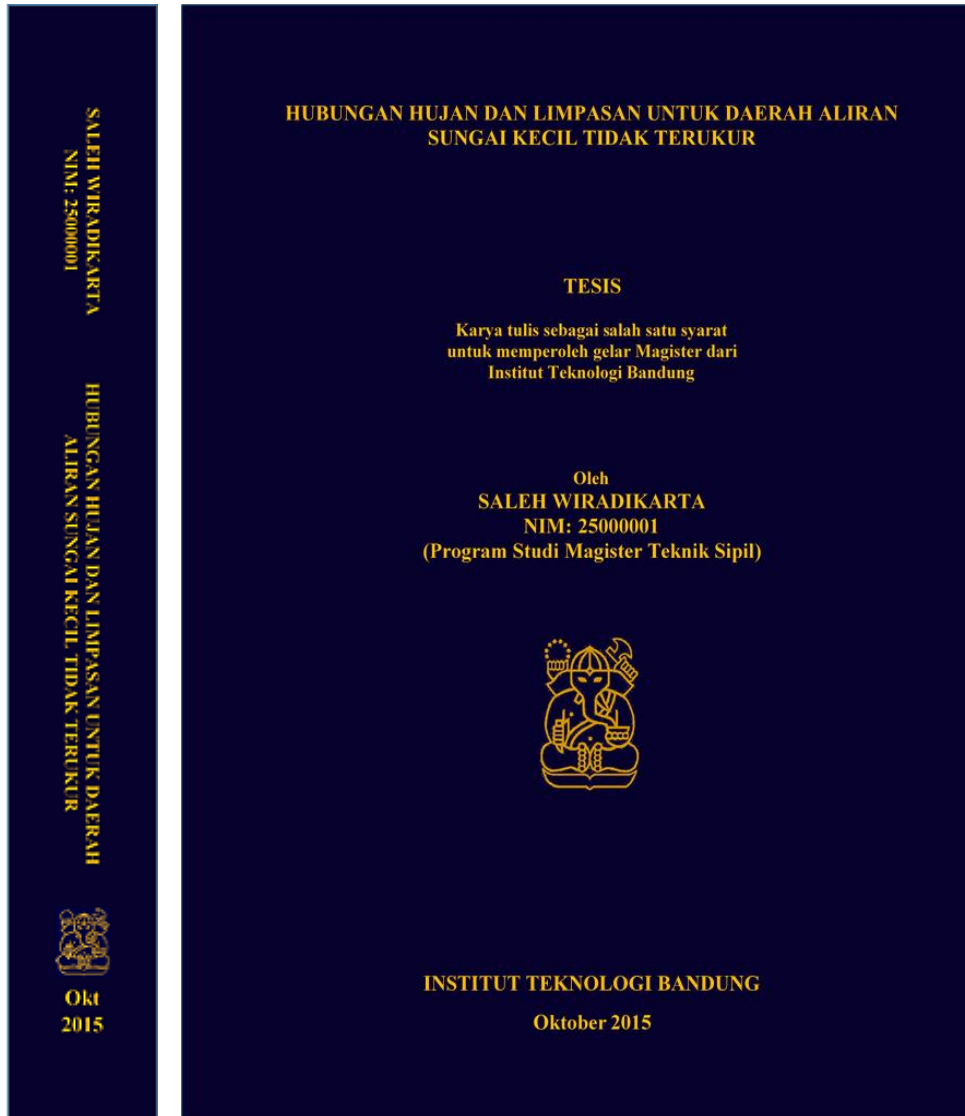 SALEH WIRADIKARTA
NIM: 25000001
HUBUNGAN HUJAN DAN LIMPASAN UNTUK DAERAH
ALIRAN SUNGAI KECIL TIDAK TERUKUR
Okt
2015
HUBUNGAN HUJAN DAN LIMPASAN UNTUK DAERAH ALIRAN
SUNGAI KECIL TIDAK TERUKUR
TESIS
Karya tulis sebagai salah satu syarat
untuk memperoleh gelar Magister dari
Institut Teknologi Bandung
Oleh
SALEH WIRADIKARTA
NIM: 25000001
(Program Studi Magister Teknik Sipil)
INSTITUT TEKNOLOGI BANDUNG
Oktober 2015